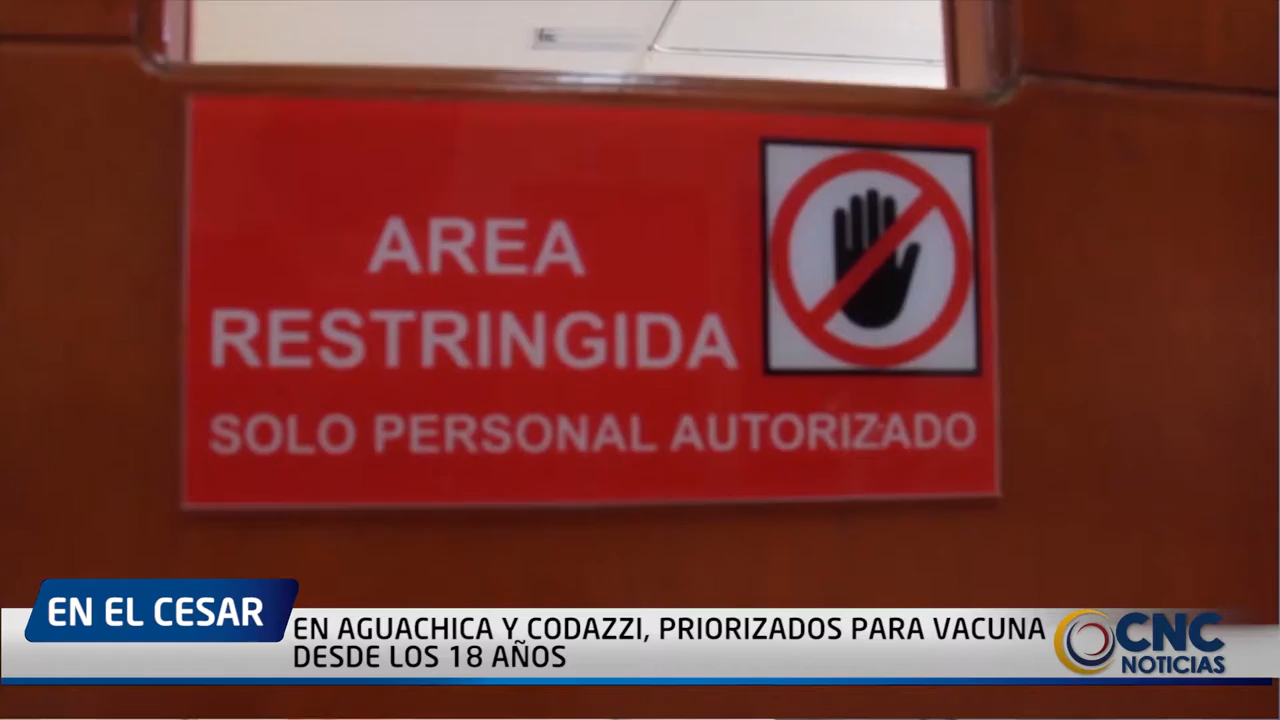 AREA
RESTRINGIDA
SOLO PERSONAL AUTORIZADO
EN EL CESAR
EN AGUACHICA Y CODAZZI, PRIORIZADOS PARA VACUNA
DESDE LOS 18 AÑOS
CNC
NOTICIAS